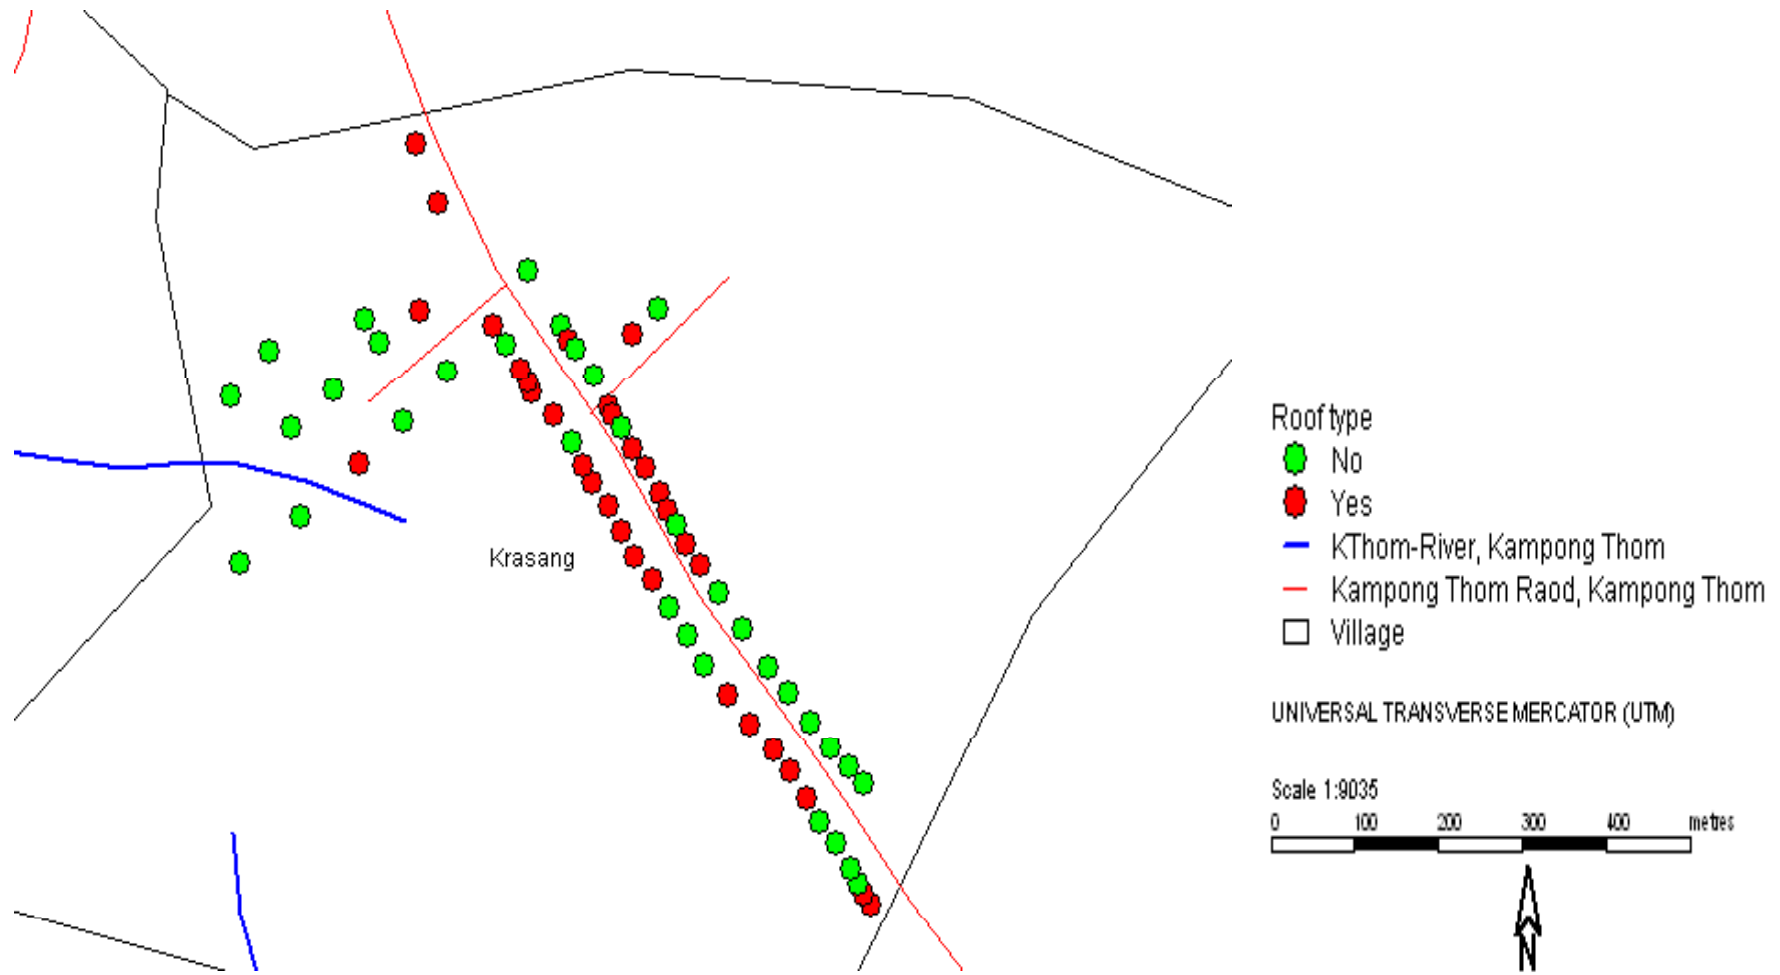 Krasang
Roof type
No
Yes
KThom-River, Kampong Thom
Kampong Thom Raod, Kampong Thom
Village
UNIVERSAL TRANSVERSE MERCATOR (UTM)
Scale 1:9035
0 100 200 300 400 metres
N